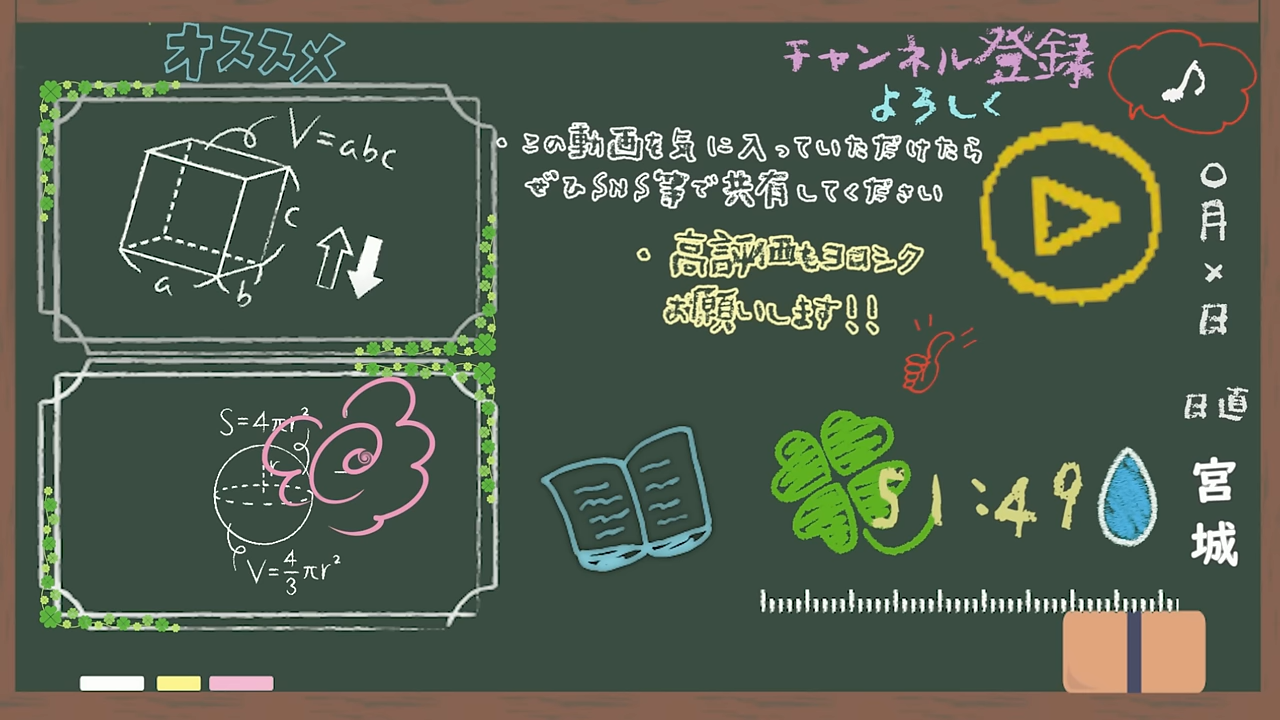 オススメ
V=abc
c
a
b
S=4πr²
r
V=4/3πr²
チャンネル登録
よろしく
・この動画を気に入っていただけたら
ぜひSNS等で共有してください
・高評価もヨロシク
お願いします!!
51:49
〇月×日
日直
宮城